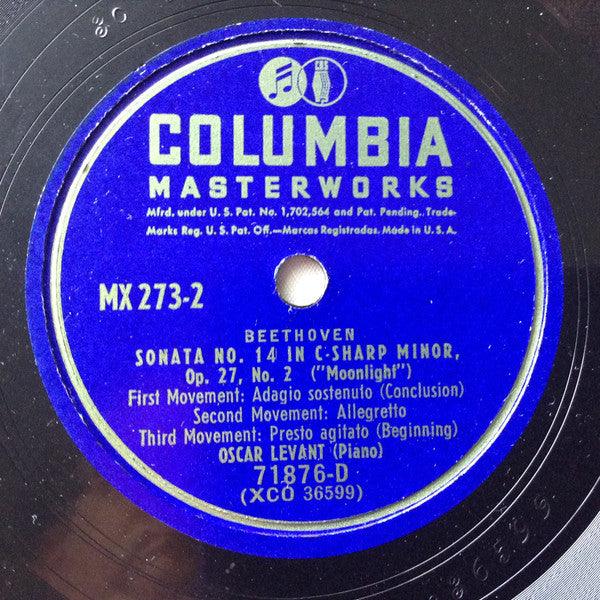 COLUMBIA
MASTERWORKS
Mfrd. under U. S. Pat. No. 1,702,564 and Pat. Pending. Trade-
Marks Reg. U. S. Pat. Off.—Marcas Registradas. Made in U. S. A.
MX 273-2
BEETHOVEN
SONATA NO. 14 IN C-SHARP MINOR,
Op. 27, No. 2 ("Moonlight")
First Movement: Adagio sostenuto (Conclusion)
Second Movement: Allegretto
Third Movement: Presto agitato (Beginning)
OSCAR LEVANT (Piano)
71876-D
(XCO 36599)